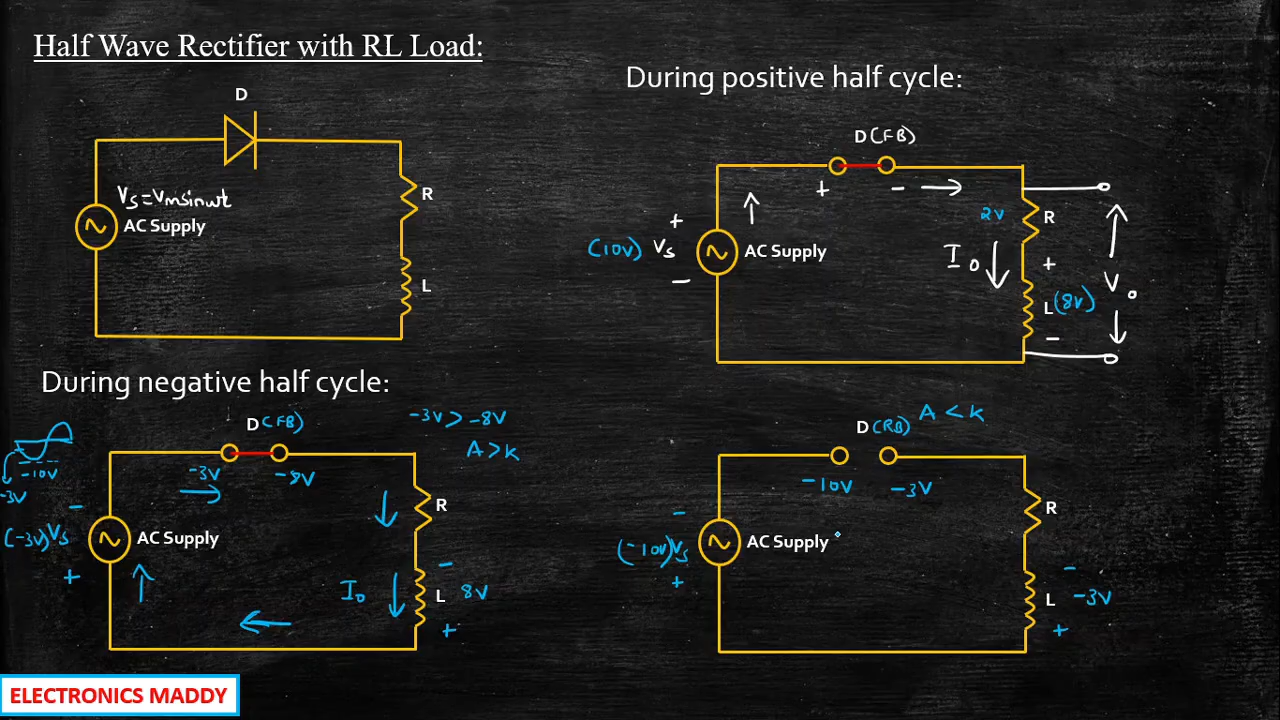 Half Wave Rectifier with RL Load:
D
Vs=Vmsinwt
AC Supply
R
L
During positive half cycle:
D(FB)
+
-
2V
R
+
(10V) Vs
AC Supply
I0
+
-
L(8V)
-
V0
During negative half cycle:
D(FB)
-3V > -8V
A > K
-10V
-3V
-3V
-8V
R
-
(-3V)Vs
AC Supply
+
I0
-
L 8V
+
D(RB)
A < K
-10V
-3V
R
-
(-10V)Vs
AC Supply
+
-
L -3V
+
ELECTRONICS MADDY